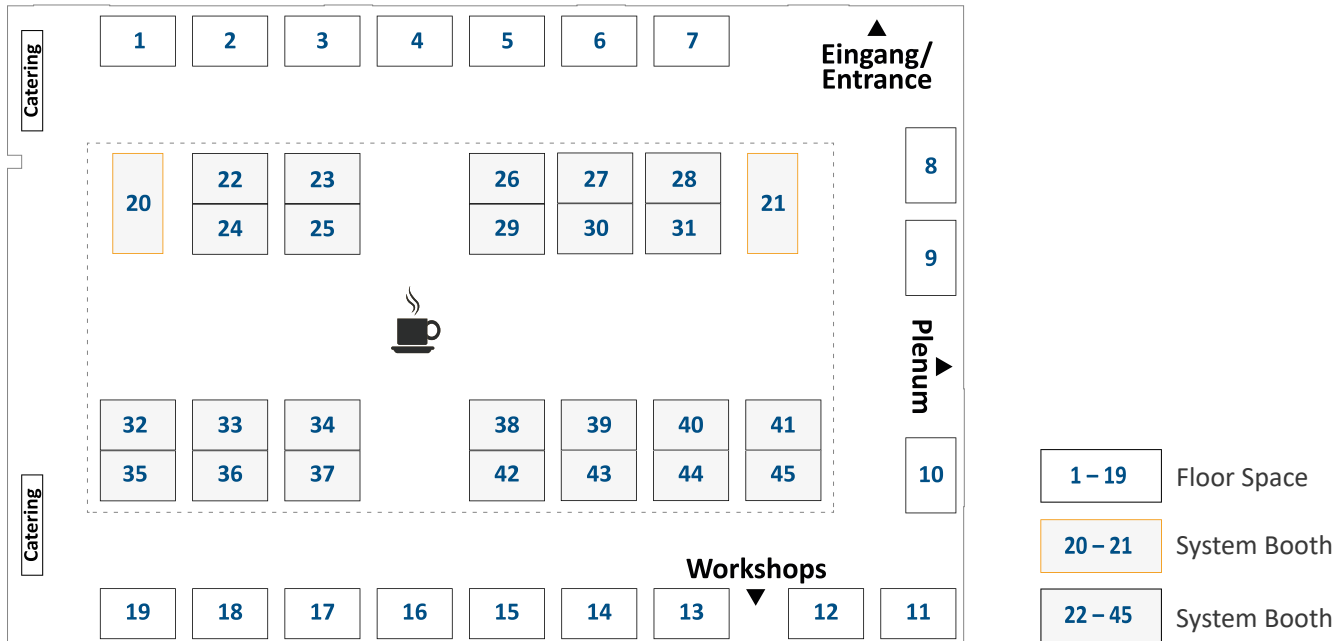 Catering
1 2 3 4 5 6 7
Eingang/
Entrance
8
20 22 23 26 27 28 21
24 25 29 30 31
9
Plenum
32 33 34 38 39 40 41
35 36 37 42 43 44 45
10
Catering
Workshops
19 18 17 16 15 14 13 12 11
1 – 19 Floor Space
20 – 21 System Booth
22 – 45 System Booth